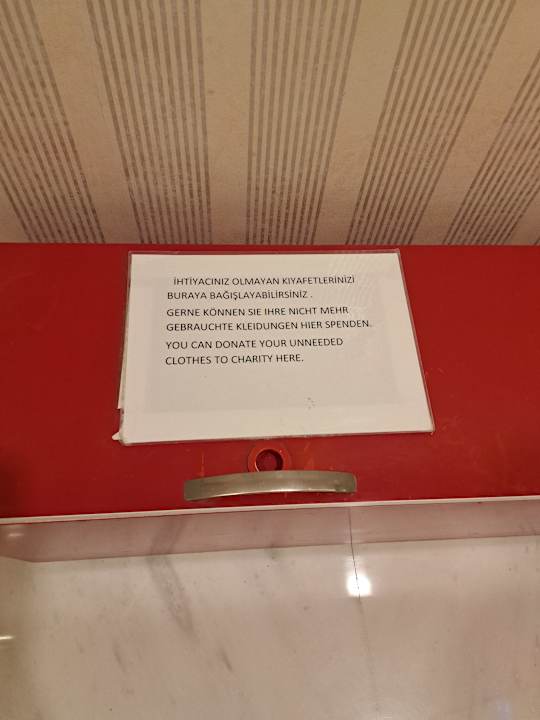 İHTİYACINIZ OLMAYAN KIYAFETLERİNİZİ
BURAYA BAĞIŞLAYABİLİRSİNİZ .
GERNE KÖNNEN SIE IHRE NICHT MEHR
GEBRAUCHTE KLEIDUNGEN HIER SPENDEN.
YOU CAN DONATE YOUR UNNEEDED
CLOTHES TO CHARITY HERE.